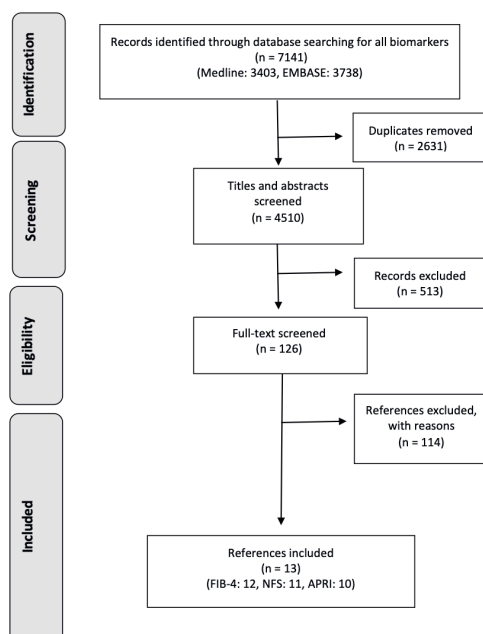 Identification
Records identified through database searching for all biomarkers
(n = 7141)
(Medline: 3403, EMBASE: 3738)
Duplicates removed
(n = 2631)
Screening
Titles and abstracts
screened
(n = 4510)
Records excluded
(n = 513)
Eligibility
Full-text screened
(n = 126)
References excluded,
with reasons
(n = 114)
Included
References included
(n = 13)
(FIB-4: 12, NFS: 11, APRI: 10)